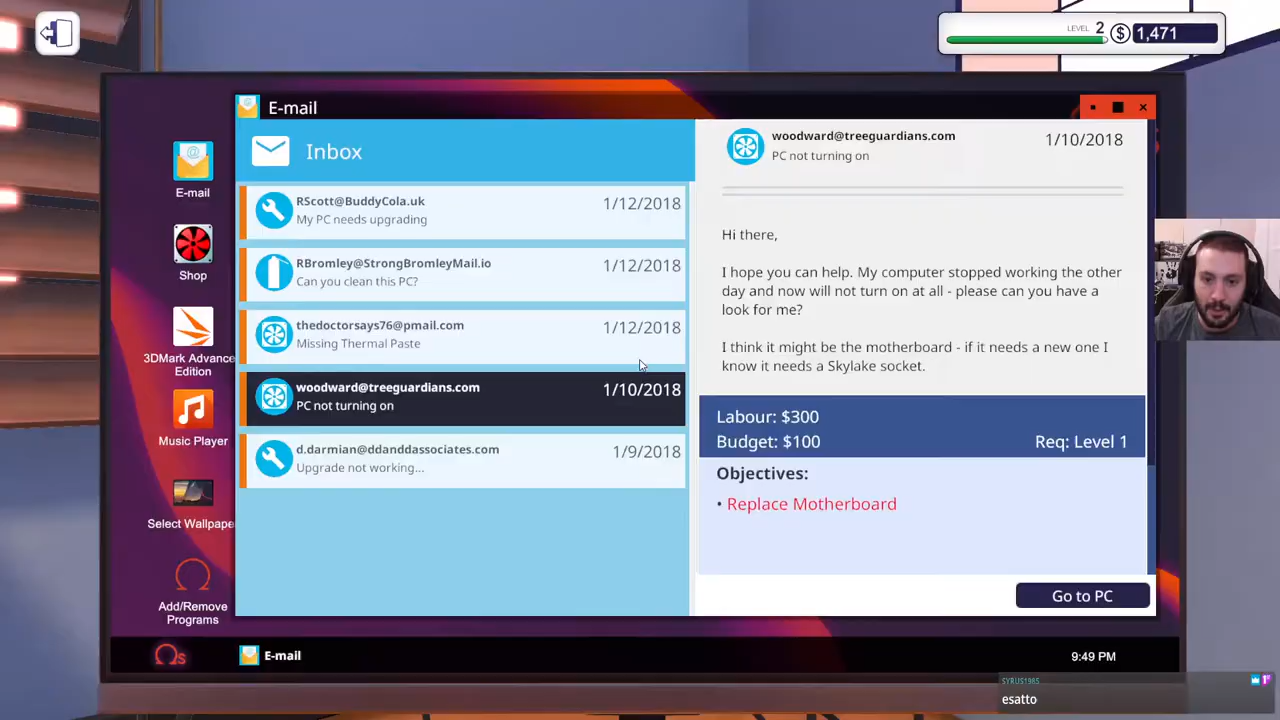 LEVEL 2
$ 1,471
E-mail
Inbox
RScott@BuddyCola.uk
1/12/2018
My PC needs upgrading
RBromley@StrongBromleyMail.io
1/12/2018
Can you clean this PC?
thedoctorsays76@pmail.com
1/12/2018
Missing Thermal Paste
woodward@treeguardians.com
1/10/2018
PC not turning on
d.darmian@ddanddassociates.com
1/9/2018
Upgrade not working...
woodward@treeguardians.com
1/10/2018
PC not turning on
Hi there,
I hope you can help. My computer stopped working the other
day and now will not turn on at all - please can you have a
look for me?
I think it might be the motherboard - if it needs a new one I
know it needs a Skylake socket.
Labour: $300
Budget: $100
Req: Level 1
Objectives:
• Replace Motherboard
Go to PC
E-mail
Shop
3DMark Advance
Edition
Music Player
Select Wallpape
Add/Remove
Programs
Ωs
E-mail
9:49 PM
SYRUS1985
esatto